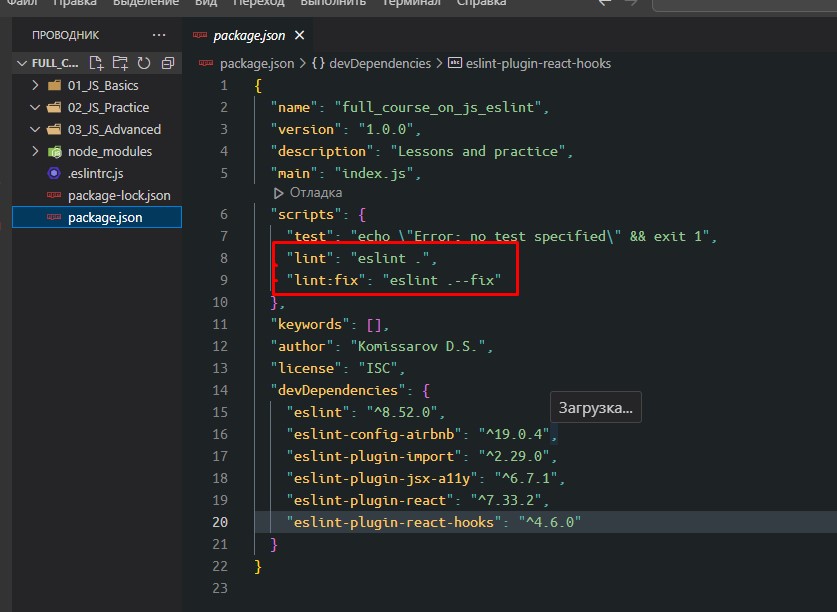 Файл Правка Выделение Вид Переход Выполнить Терминал Справка
ПРОВОДНИК ...
package.json
FULL_C...
package.json > {} devDependencies > eslint-plugin-react-hooks
01_JS_Basics
02_JS_Practice
03_JS_Advanced
node_modules
.eslintrc.js
package-lock.json
package.json
1 {
2 "name": "full_course_on_js_eslint",
3 "version": "1.0.0",
4 "description": "Lessons and practice",
5 "main": "index.js",
Отладка
6 "scripts": {
7 "test": "echo \"Error: no test specified\" && exit 1",
8 "lint": "eslint .",
9 "lint:fix": "eslint .--fix"
10 },
11 "keywords": [],
12 "author": "Komissarov D.S.",
13 "license": "ISC",
14 "devDependencies": {
15 "eslint": "^8.52.0",
16 "eslint-config-airbnb": "^19.0.4",
17 "eslint-plugin-import": "^2.29.0",
18 "eslint-plugin-jsx-a11y": "^6.7.1",
19 "eslint-plugin-react": "^7.33.2",
20 "eslint-plugin-react-hooks": "^4.6.0"
21 }
22 }
23
Загрузка...